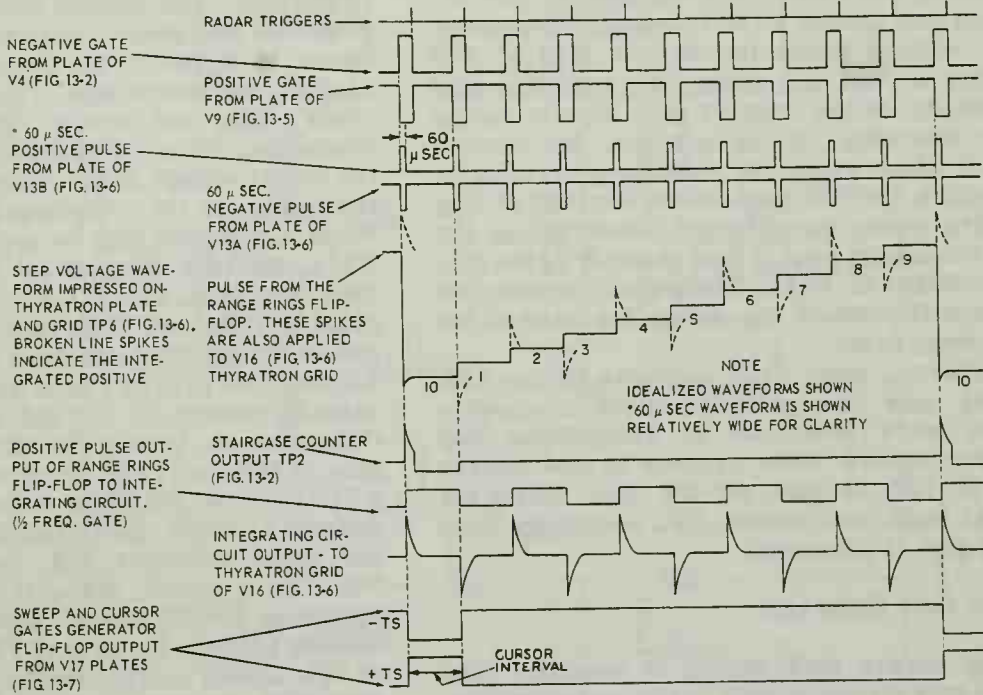 RADAR TRIGGERS
NEGATIVE GATE
FROM PLATE OF
V4 (FIG. 13-2)
POSITIVE GATE
FROM PLATE OF
V9 (FIG. 13-5)
* 60 μ SEC.
POSITIVE PULSE
FROM PLATE OF
V13B (FIG. 13-6)
60
μ SEC
60 μ SEC.
NEGATIVE PULSE
FROM PLATE OF
V13A (FIG. 13-6)
STEP VOLTAGE WAVE-
FORM IMPRESSED ON-
THYRATRON PLATE
AND GRID TP6 (FIG. 13-6).
BROKEN LINE SPIKES
INDICATE THE INTE-
GRATED POSITIVE
PULSE FROM THE
RANGE RINGS FLIP-
FLOP. THESE SPIKES
ARE ALSO APPLIED
TO V16 (FIG. 13-6)
THYRATRON GRID
10
1
2
3
4
5
6
7
8
9
10
NOTE
IDEALIZED WAVEFORMS SHOWN
*60 μ SEC WAVEFORM IS SHOWN
RELATIVELY WIDE FOR CLARITY
STAIRCASE COUNTER
OUTPUT TP2
(FIG. 13-2)
POSITIVE PULSE OUT-
PUT OF RANGE RINGS
FLIP-FLOP TO INTE-
GRATING CIRCUIT.
(½ FREQ. GATE)
INTEGRATING CIR-
CUIT OUTPUT - TO
THYRATRON GRID
OF V16 (FIG. 13-6)
SWEEP AND CURSOR
GATES GENERATOR
FLIP-FLOP OUTPUT
FROM V17 PLATES
(FIG 13-7)
- TS
+ TS
CURSOR
INTERVAL